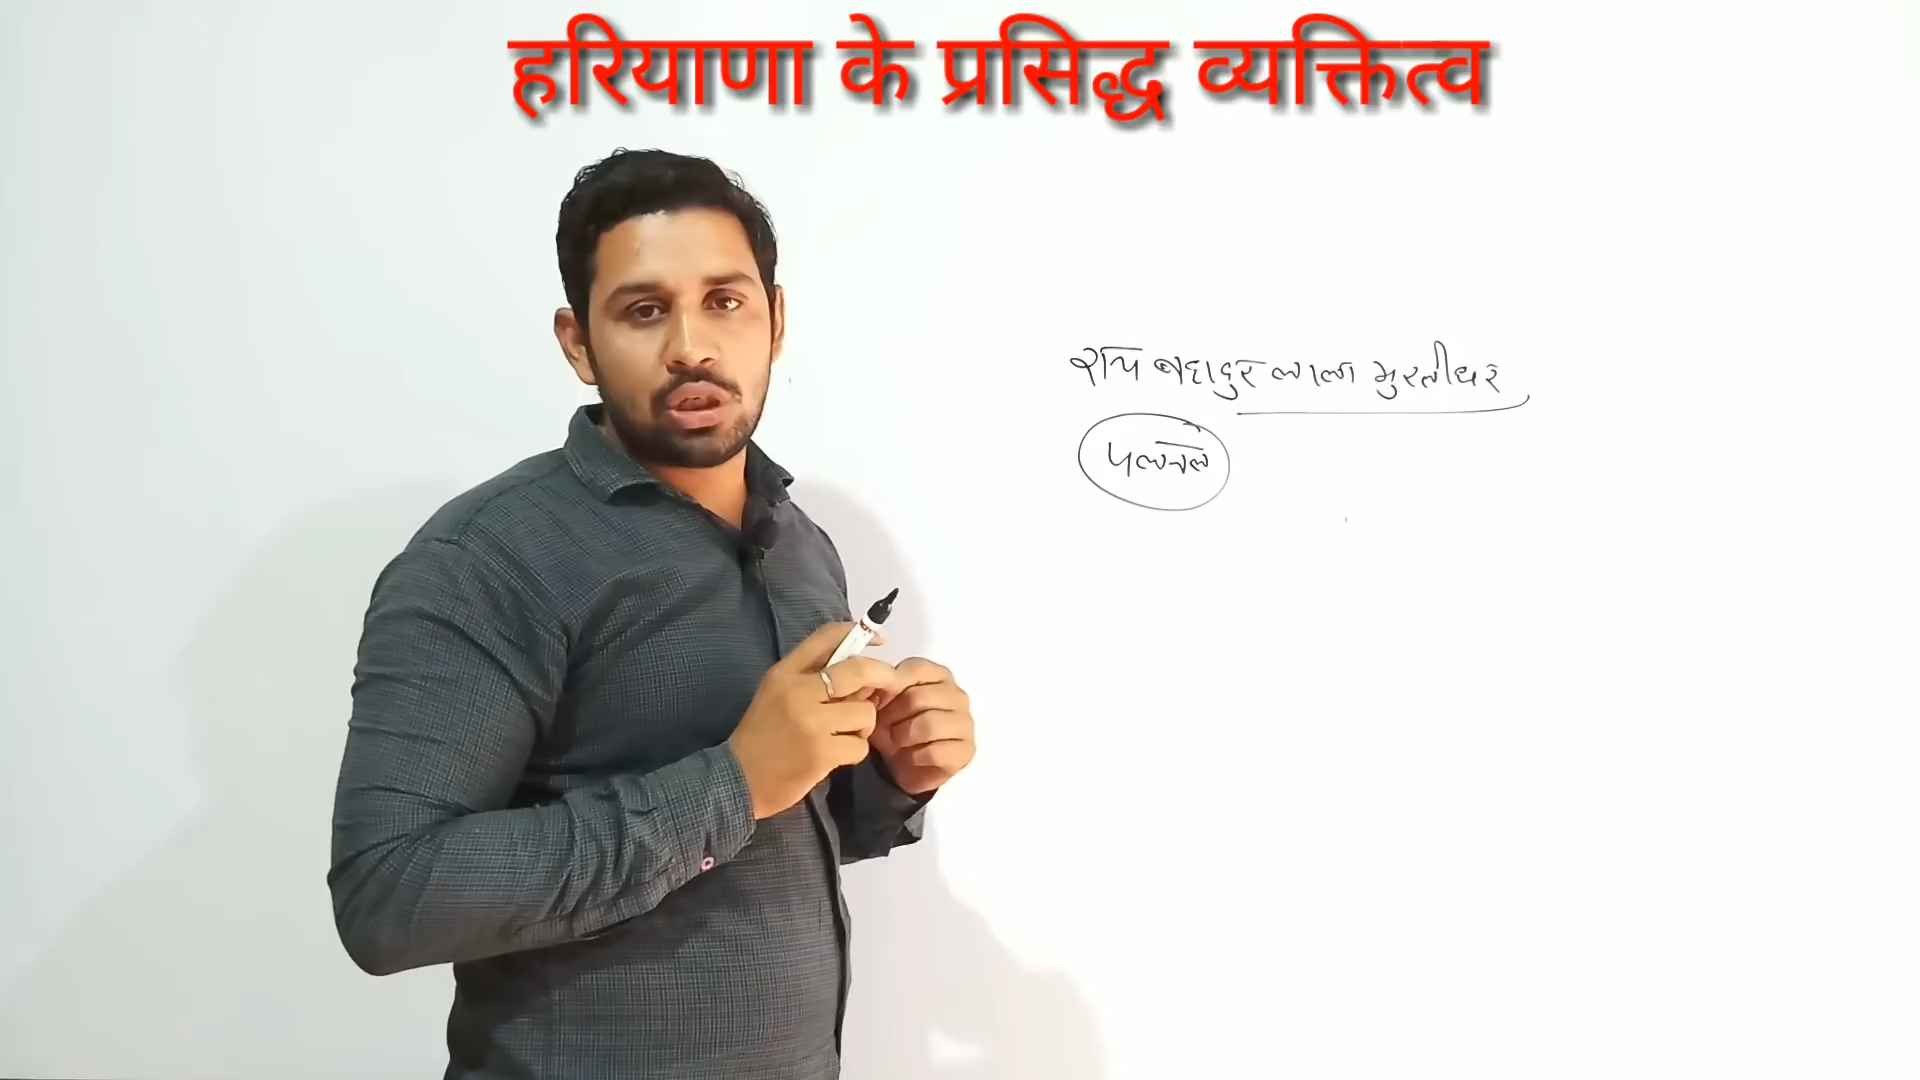 हरियाणा के प्रसिद्ध व्यक्तित्व
राय बहादुर लाला मुरलीधर
पलवल